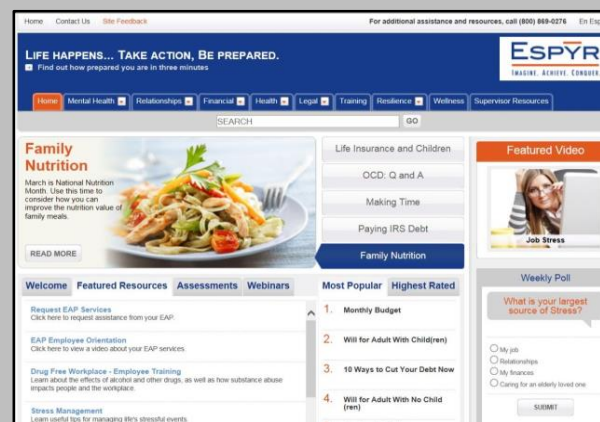 Home Contact Us Site Feedback
For additional assistance and resources, call (800) 869-0276 En Esp
LIFE HAPPENS... TAKE ACTION, BE PREPARED.
Find out how prepared you are in three minutes
ESPYR
IMAGINE. ACHIEVE. CONQUER.
Home Mental Health Relationships Financial Health Legal Training Resilience Wellness Supervisor Resources
SEARCH GO
Family
Nutrition
March is National Nutrition
Month. Use this time to
consider how you can
improve the nutrition value of
family meals.
READ MORE
Life Insurance and Children
OCD: Q and A
Making Time
Paying IRS Debt
Family Nutrition
Featured Video
Job Stress
Welcome Featured Resources Assessments Webinars
Request EAP Services
Click here to request assistance from your EAP.
EAP Employee Orientation
Click here to view a video about your EAP services.
Drug Free Workplace - Employee Training
Learn about the effects of alcohol and other drugs, as well as how substance abuse
impacts people and the workplace.
Stress Management
Learn useful tips for managing life's stressful events.
Most Popular Highest Rated
1. Monthly Budget
2. Will for Adult With Child(ren)
3. 10 Ways to Cut Your Debt Now
4. Will for Adult With No Child
(ren)
Weekly Poll
What is your largest
source of Stress?
My job
Relationships
My finances
Caring for an elderly loved one
SUBMIT